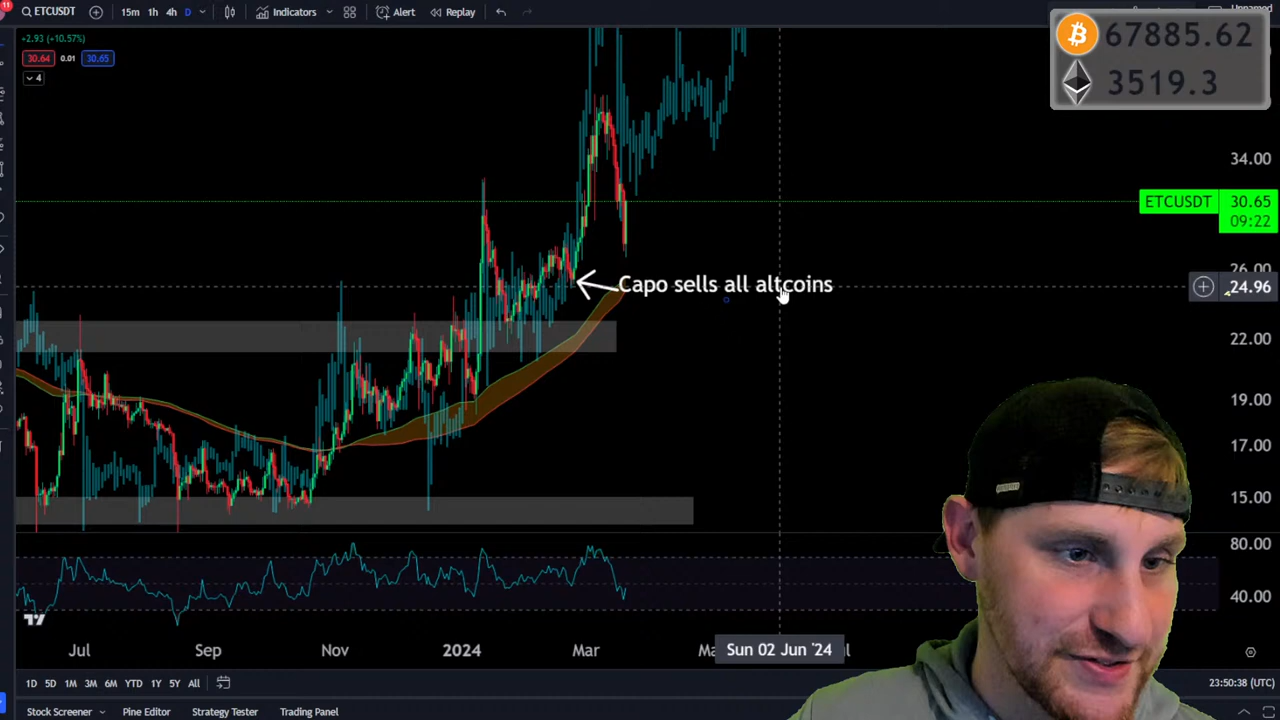 11
ETCUSDT
15m 1h 4h D
Indicators
Alert
Replay
Unnamed
67885.62
3519.3
+2.93 (+10.57%)
30.64 0.01 30.65
4
34.00
ETCUSDT 30.65
09:22
26.00
24.96
Capo sells all altcoins
22.00
19.00
17.00
15.00
80.00
40.00
Jul Sep Nov 2024 Mar Sun 02 Jun '24
1D 5D 1M 3M 6M YTD 1Y 5Y All
23:50:38 (UTC)
Stock Screener Pine Editor Strategy Tester Trading Panel